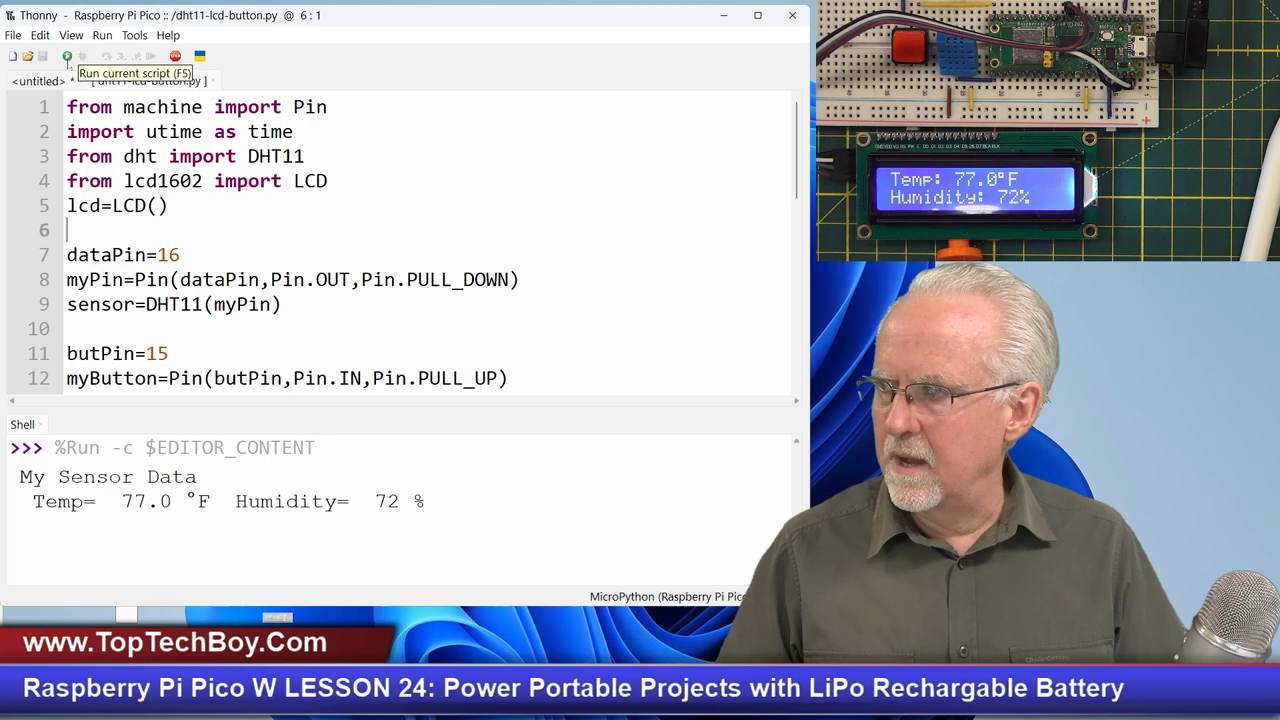 Thonny - Raspberry Pi Pico :: /dht11-lcd-button.py @ 6 : 1
File Edit View Run Tools Help
Run current script (F5)
<untitled> * [ dht11-lcd-button.py ]
1 from machine import Pin
2 import utime as time
3 from dht import DHT11
4 from lcd1602 import LCD
5 lcd=LCD()
6
7 dataPin=16
8 myPin=Pin(dataPin,Pin.OUT,Pin.PULL_DOWN)
9 sensor=DHT11(myPin)
10
11 butPin=15
12 myButton=Pin(butPin,Pin.IN,Pin.PULL_UP)
Shell
>>> %Run -c $EDITOR_CONTENT
My Sensor Data
Temp= 77.0 °F Humidity= 72 %
MicroPython (Raspberry Pi Pico
Temp: 77.0°F
Humidity: 72%
www.TopTechBoy.Com
Raspberry Pi Pico W LESSON 24: Power Portable Projects with LiPo Rechargable Battery